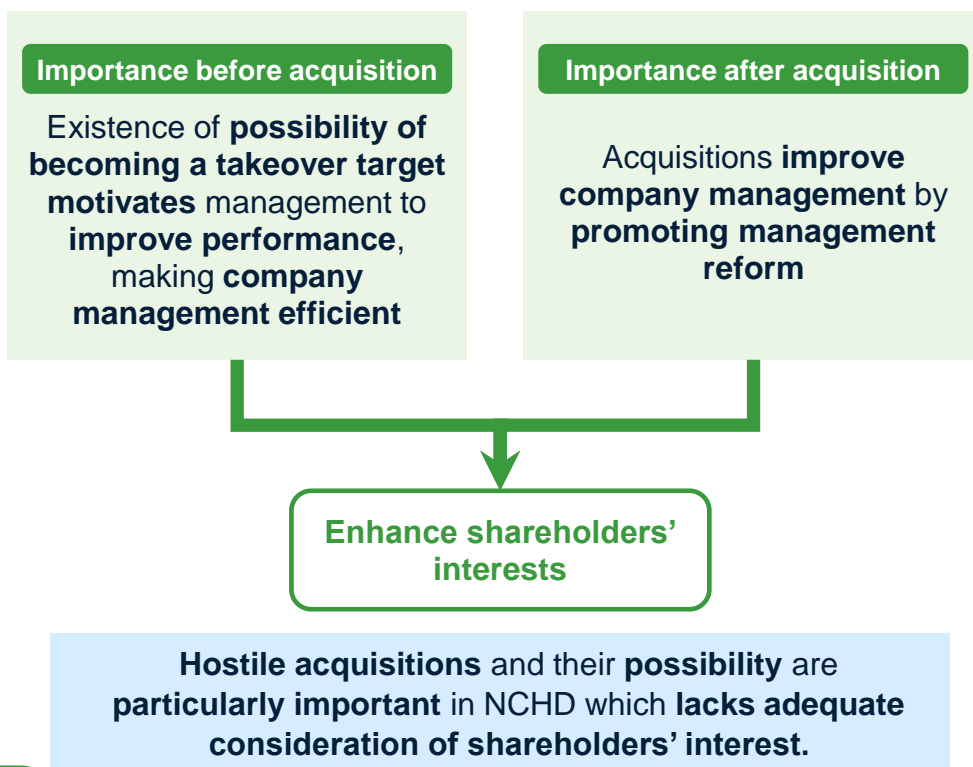 Importance before acquisition
Existence of possibility of
becoming a takeover target
motivates management to
improve performance,
making company
management efficient
Importance after acquisition
Acquisitions improve
company management by
promoting management
reform
Enhance shareholders’
interests
Hostile acquisitions and their possibility are
particularly important in NCHD which lacks adequate
consideration of shareholders’ interest.